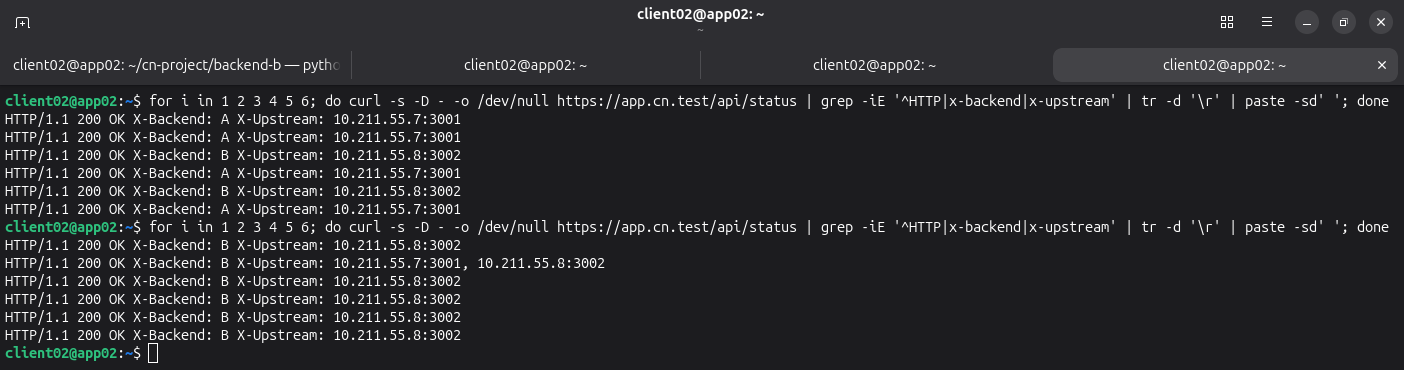 client02@app02: ~
~
client02@app02: ~/cn-project/backend-b — pytho
client02@app02: ~
client02@app02: ~
client02@app02: ~
client02@app02:~$ for i in 1 2 3 4 5 6; do curl -s -D - -o /dev/null https://app.cn.test/api/status | grep -iE '^HTTP|x-backend|x-upstream' | tr -d '\r' | paste -sd' '; done
HTTP/1.1 200 OK X-Backend: A X-Upstream: 10.211.55.7:3001
HTTP/1.1 200 OK X-Backend: A X-Upstream: 10.211.55.7:3001
HTTP/1.1 200 OK X-Backend: B X-Upstream: 10.211.55.8:3002
HTTP/1.1 200 OK X-Backend: A X-Upstream: 10.211.55.7:3001
HTTP/1.1 200 OK X-Backend: B X-Upstream: 10.211.55.8:3002
HTTP/1.1 200 OK X-Backend: A X-Upstream: 10.211.55.7:3001
client02@app02:~$ for i in 1 2 3 4 5 6; do curl -s -D - -o /dev/null https://app.cn.test/api/status | grep -iE '^HTTP|x-backend|x-upstream' | tr -d '\r' | paste -sd' '; done
HTTP/1.1 200 OK X-Backend: B X-Upstream: 10.211.55.8:3002
HTTP/1.1 200 OK X-Backend: B X-Upstream: 10.211.55.7:3001, 10.211.55.8:3002
HTTP/1.1 200 OK X-Backend: B X-Upstream: 10.211.55.8:3002
HTTP/1.1 200 OK X-Backend: B X-Upstream: 10.211.55.8:3002
HTTP/1.1 200 OK X-Backend: B X-Upstream: 10.211.55.8:3002
HTTP/1.1 200 OK X-Backend: B X-Upstream: 10.211.55.8:3002
client02@app02:~$